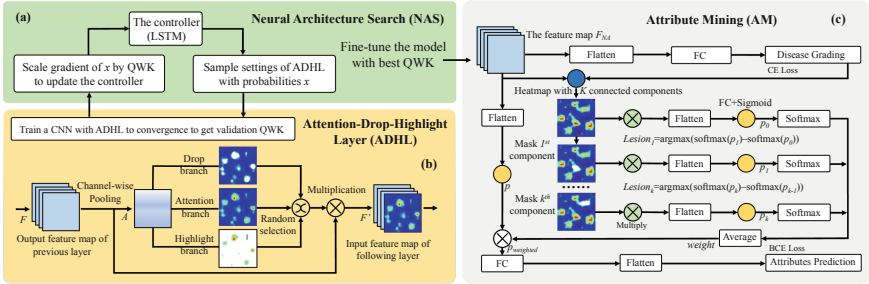 (a)
Neural Architecture Search (NAS)
The controller
(LSTM)
Scale gradient of x by QWK
to update the controller
Sample settings of ADHL
with probabilities x
Train a CNN with ADHL to convergence to get validation QWK
Fine-tune the model
with best QWK
Attention-Drop-Highlight
Layer (ADHL)
(b)
Drop
branch
Channel-wise
Pooling
Attention
branch
Multiplication
F
A
F'
Random
selection
Highlight
branch
Output feature map of
previous layer
Input feature map of
following layer
Attribute Mining (AM)
(c)
The feature map F_NA
Flatten
FC
Disease Grading
CE Loss
Heatmap with K connected components
Flatten
FC+Sigmoid
Flatten
p_0
Softmax
Mask 1^st
component
Lesion_1=argmax(softmax(p_1)−softmax(p_0))
p
Flatten
p_1
Softmax
......
Lesion_k=argmax(softmax(p_k)−softmax(p_k-1))
Mask k^th
component
Flatten
p_k
Softmax
Multiply
weight
Average
p_weighted
BCE Loss
FC
Flatten
Attributes Prediction